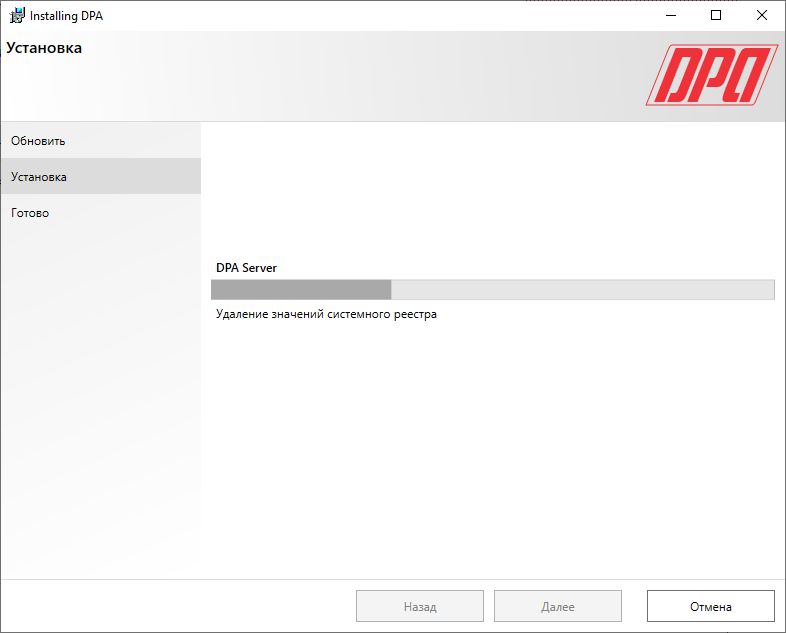 Installing DPA
Установка
DPA
Обновить
Установка
Готово
DPA Server
Удаление значений системного реестра
Назад
Далее
Отмена